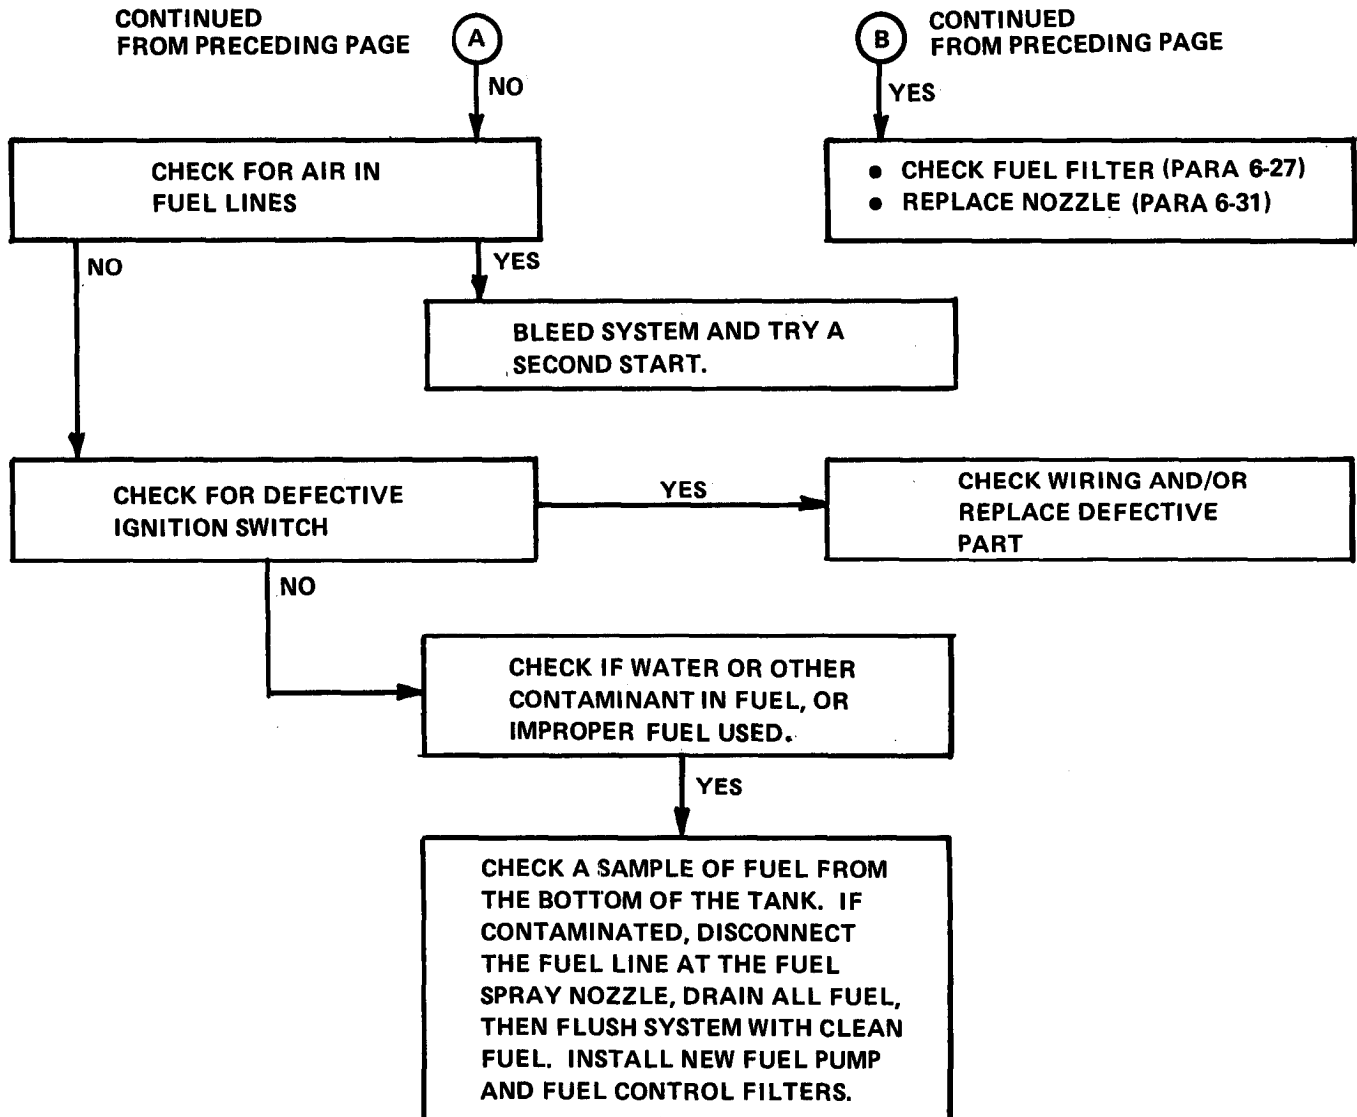 CONTINUED
FROM PRECEDING PAGE
A
NO
B
CONTINUED
FROM PRECEDING PAGE
YES
CHECK FOR AIR IN
FUEL LINES
• CHECK FUEL FILTER (PARA 6-27)
• REPLACE NOZZLE (PARA 6-31)
NO
YES
BLEED SYSTEM AND TRY A
SECOND START.
CHECK FOR DEFECTIVE
IGNITION SWITCH
YES
CHECK WIRING AND/OR
REPLACE DEFECTIVE
PART
NO
CHECK IF WATER OR OTHER
CONTAMINANT IN FUEL, OR
IMPROPER FUEL USED.
YES
CHECK A SAMPLE OF FUEL FROM
THE BOTTOM OF THE TANK. IF
CONTAMINATED, DISCONNECT
THE FUEL LINE AT THE FUEL
SPRAY NOZZLE, DRAIN ALL FUEL,
THEN FLUSH SYSTEM WITH CLEAN
FUEL. INSTALL NEW FUEL PUMP
AND FUEL CONTROL FILTERS.